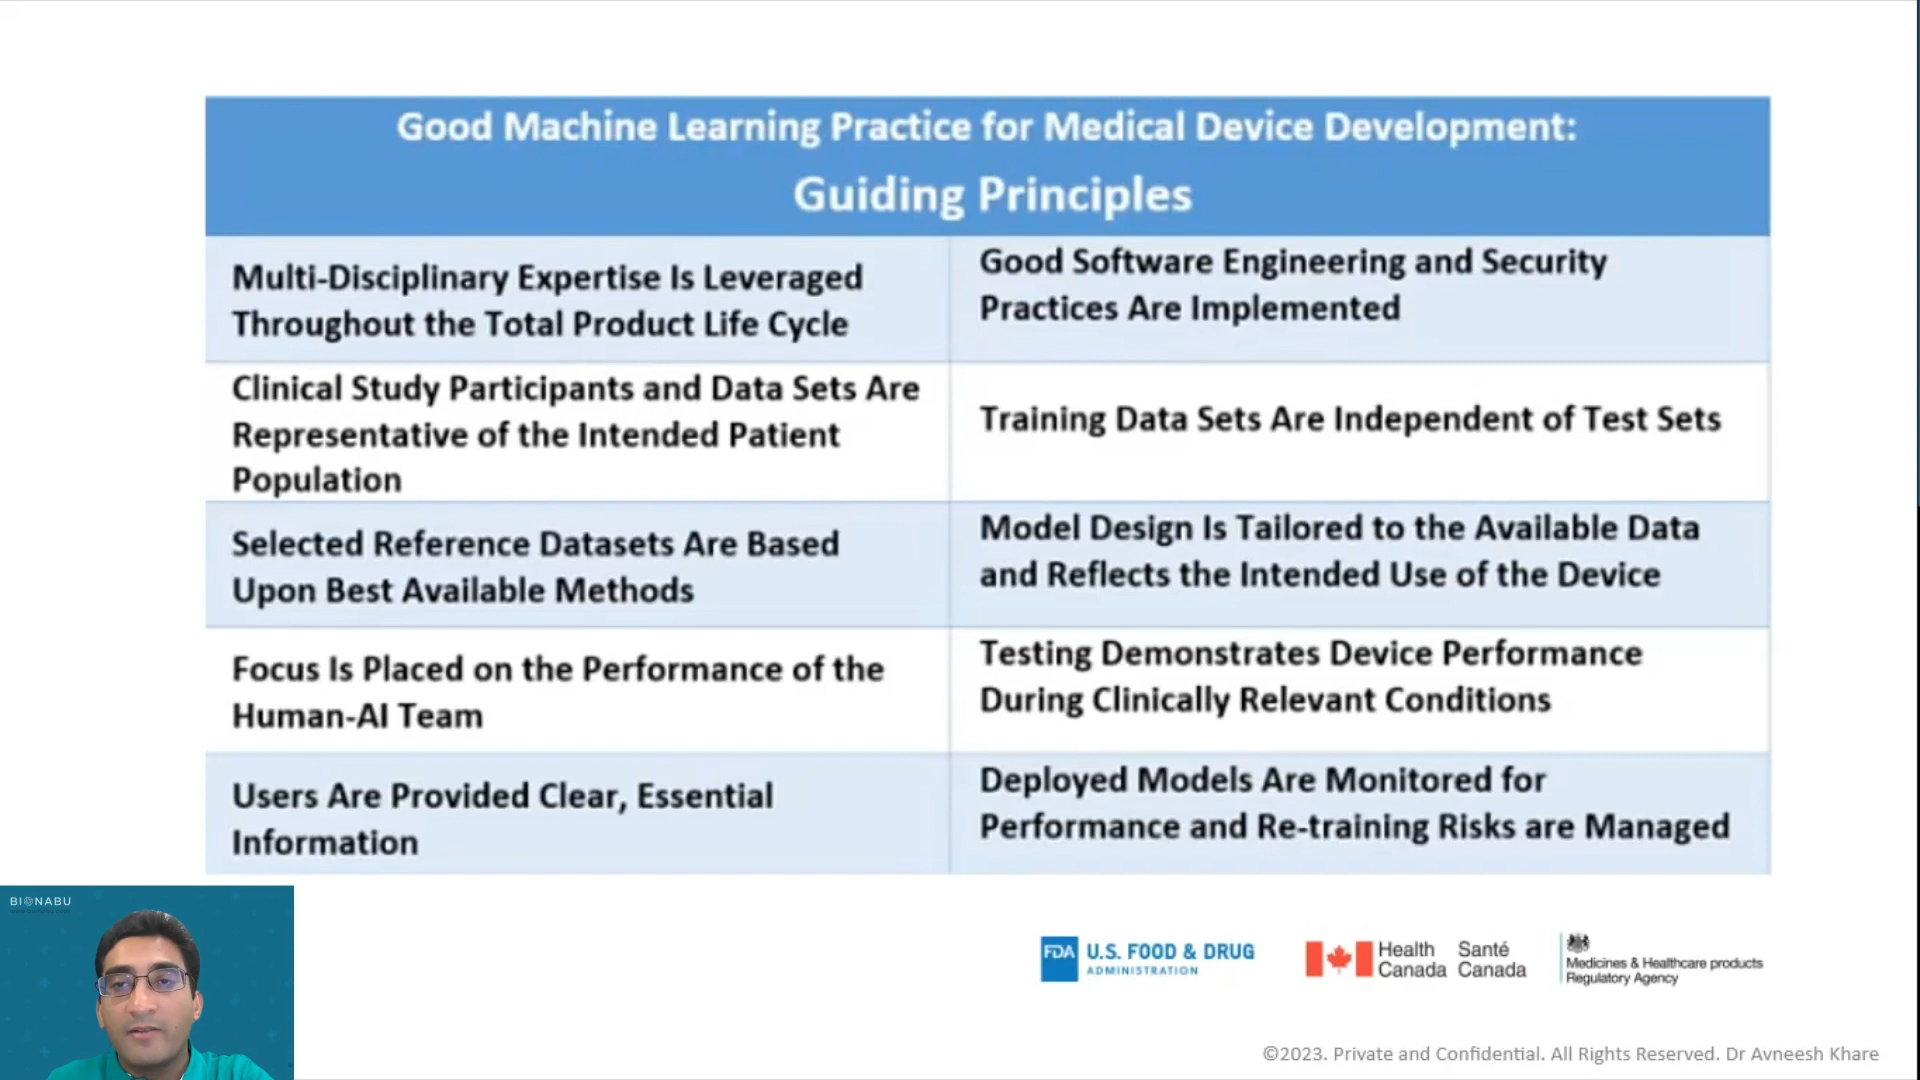 Good Machine Learning Practice for Medical Device Development:
Guiding Principles
Multi-Disciplinary Expertise Is Leveraged
Throughout the Total Product Life Cycle
Good Software Engineering and Security
Practices Are Implemented
Clinical Study Participants and Data Sets Are
Representative of the Intended Patient
Population
Training Data Sets Are Independent of Test Sets
Selected Reference Datasets Are Based
Upon Best Available Methods
Model Design Is Tailored to the Available Data
and Reflects the Intended Use of the Device
Focus Is Placed on the Performance of the
Human-AI Team
Testing Demonstrates Device Performance
During Clinically Relevant Conditions
Users Are Provided Clear, Essential
Information
Deployed Models Are Monitored for
Performance and Re-training Risks are Managed
BIONABU
FDA U.S. FOOD & DRUG
ADMINISTRATION
Health Santé
Canada Canada
Medicines & Healthcare products
Regulatory Agency
©2023. Private and Confidential. All Rights Reserved. Dr Avneesh Khare